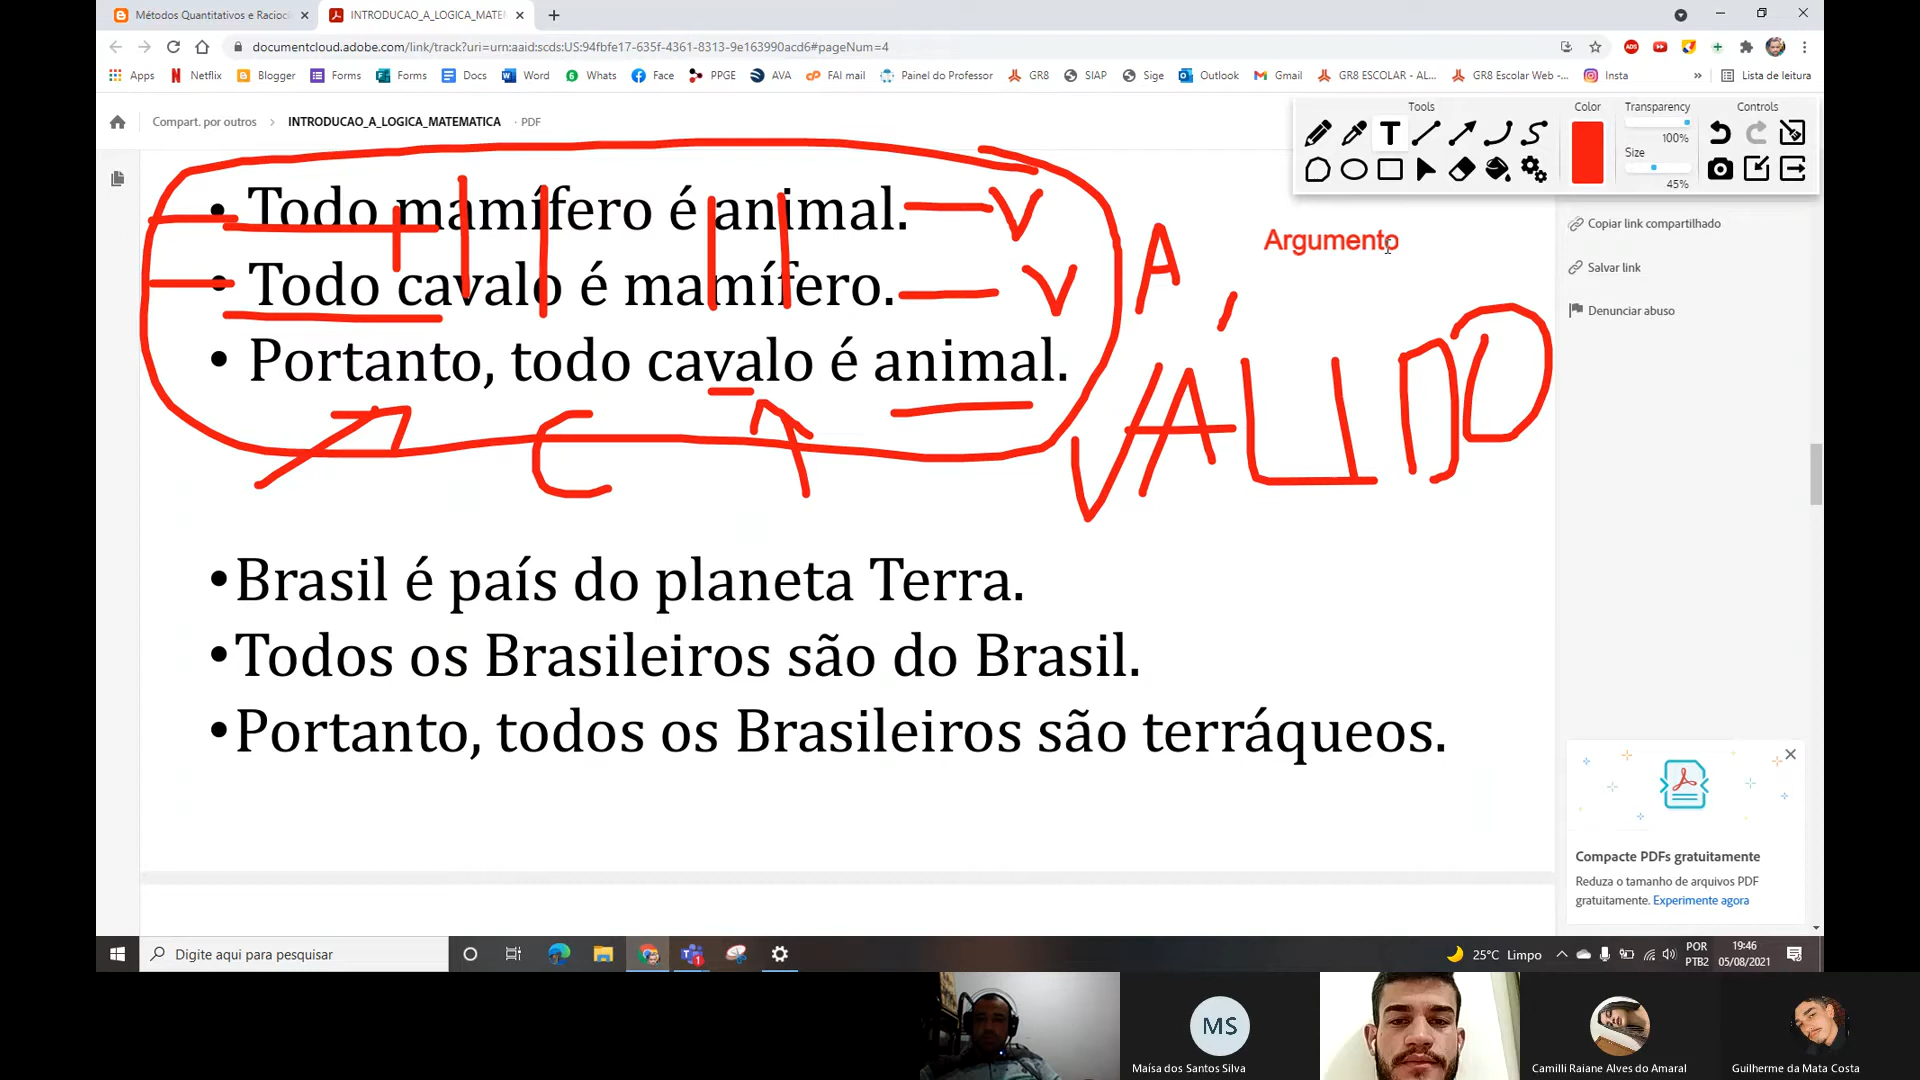 Métodos Quantitativos e Racioci
INTRODUCAO_A_LOGICA_MATEM
documentcloud.adobe.com/link/track?uri=urn:aaid:scds:US:94fbfe17-635f-4361-8313-9e163990acd6#pageNum=4
Apps Netflix Blogger Forms Forms Docs Word Whats Face PPGE AVA FAI mail Painel do Professor GR8 SIAP Sige Outlook Gmail GR8 ESCOLAR - AL... GR8 Escolar Web -... Insta » Lista de leitura
Compart. por outros > INTRODUCAO_A_LOGICA_MATEMATICA · PDF
Tools Color Transparency Controls
100%
Size
45%
• Todo mamífero é animal. V
• Todo cavalo é mamífero. V
• Portanto, todo cavalo é animal.
C
A
VÁLIDO
Argumento
•Brasil é país do planeta Terra.
•Todos os Brasileiros são do Brasil.
•Portanto, todos os Brasileiros são terráqueos.
Copiar link compartilhado
Salvar link
Denunciar abuso
Compacte PDFs gratuitamente
Reduza o tamanho de arquivos PDF
gratuitamente. Experimente agora
Digite aqui para pesquisar
25°C Limpo
POR
PTB2
19:46
05/08/2021
MS
Maísa dos Santos Silva
Camilli Raiane Alves do Amaral
Guilherme da Mata Costa